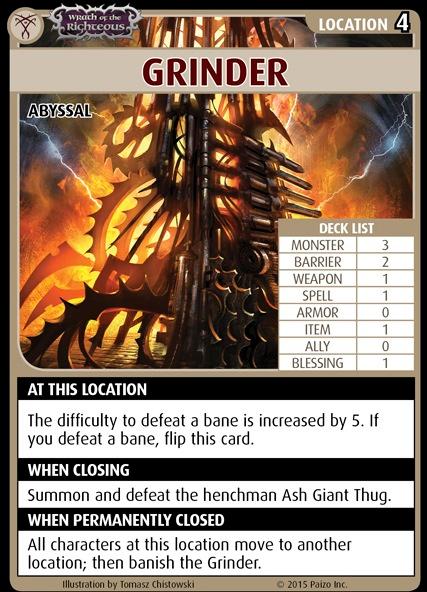 Wrath of the
Righteous
LOCATION 4
GRINDER
ABYSSAL
DECK LIST
MONSTER 3
BARRIER 2
WEAPON 1
SPELL 1
ARMOR 0
ITEM 1
ALLY 0
BLESSING 1
AT THIS LOCATION
The difficulty to defeat a bane is increased by 5. If
you defeat a bane, flip this card.
WHEN CLOSING
Summon and defeat the henchman Ash Giant Thug.
WHEN PERMANENTLY CLOSED
All characters at this location move to another
location; then banish the Grinder.
Illustration by Tomasz Chistowski
© 2015 Paizo Inc.